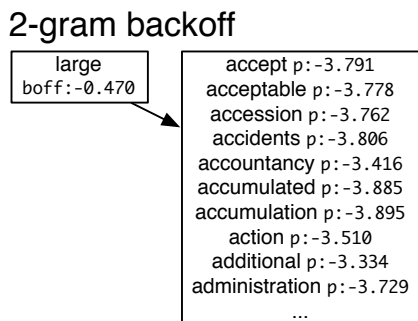 2-gram backoff
large
boff:-0.470
accept p:-3.791
acceptable p:-3.778
accession p:-3.762
accidents p:-3.806
accountancy p:-3.416
accumulated p:-3.885
accumulation p:-3.895
action p:-3.510
additional p:-3.334
administration p:-3.729
...